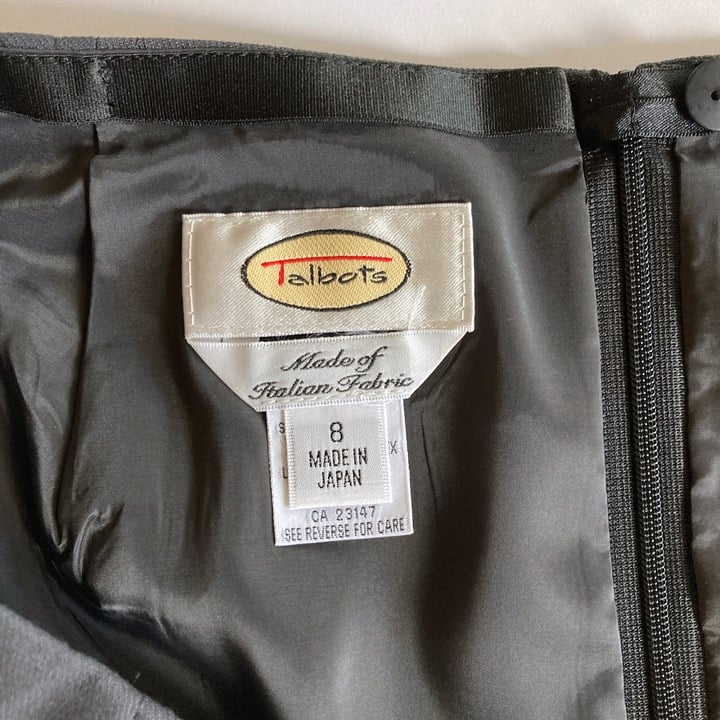 Talbots
Made of
Italian Fabric
8
MADE IN
JAPAN
S
X
L
CA 23147
SEE REVERSE FOR CARE